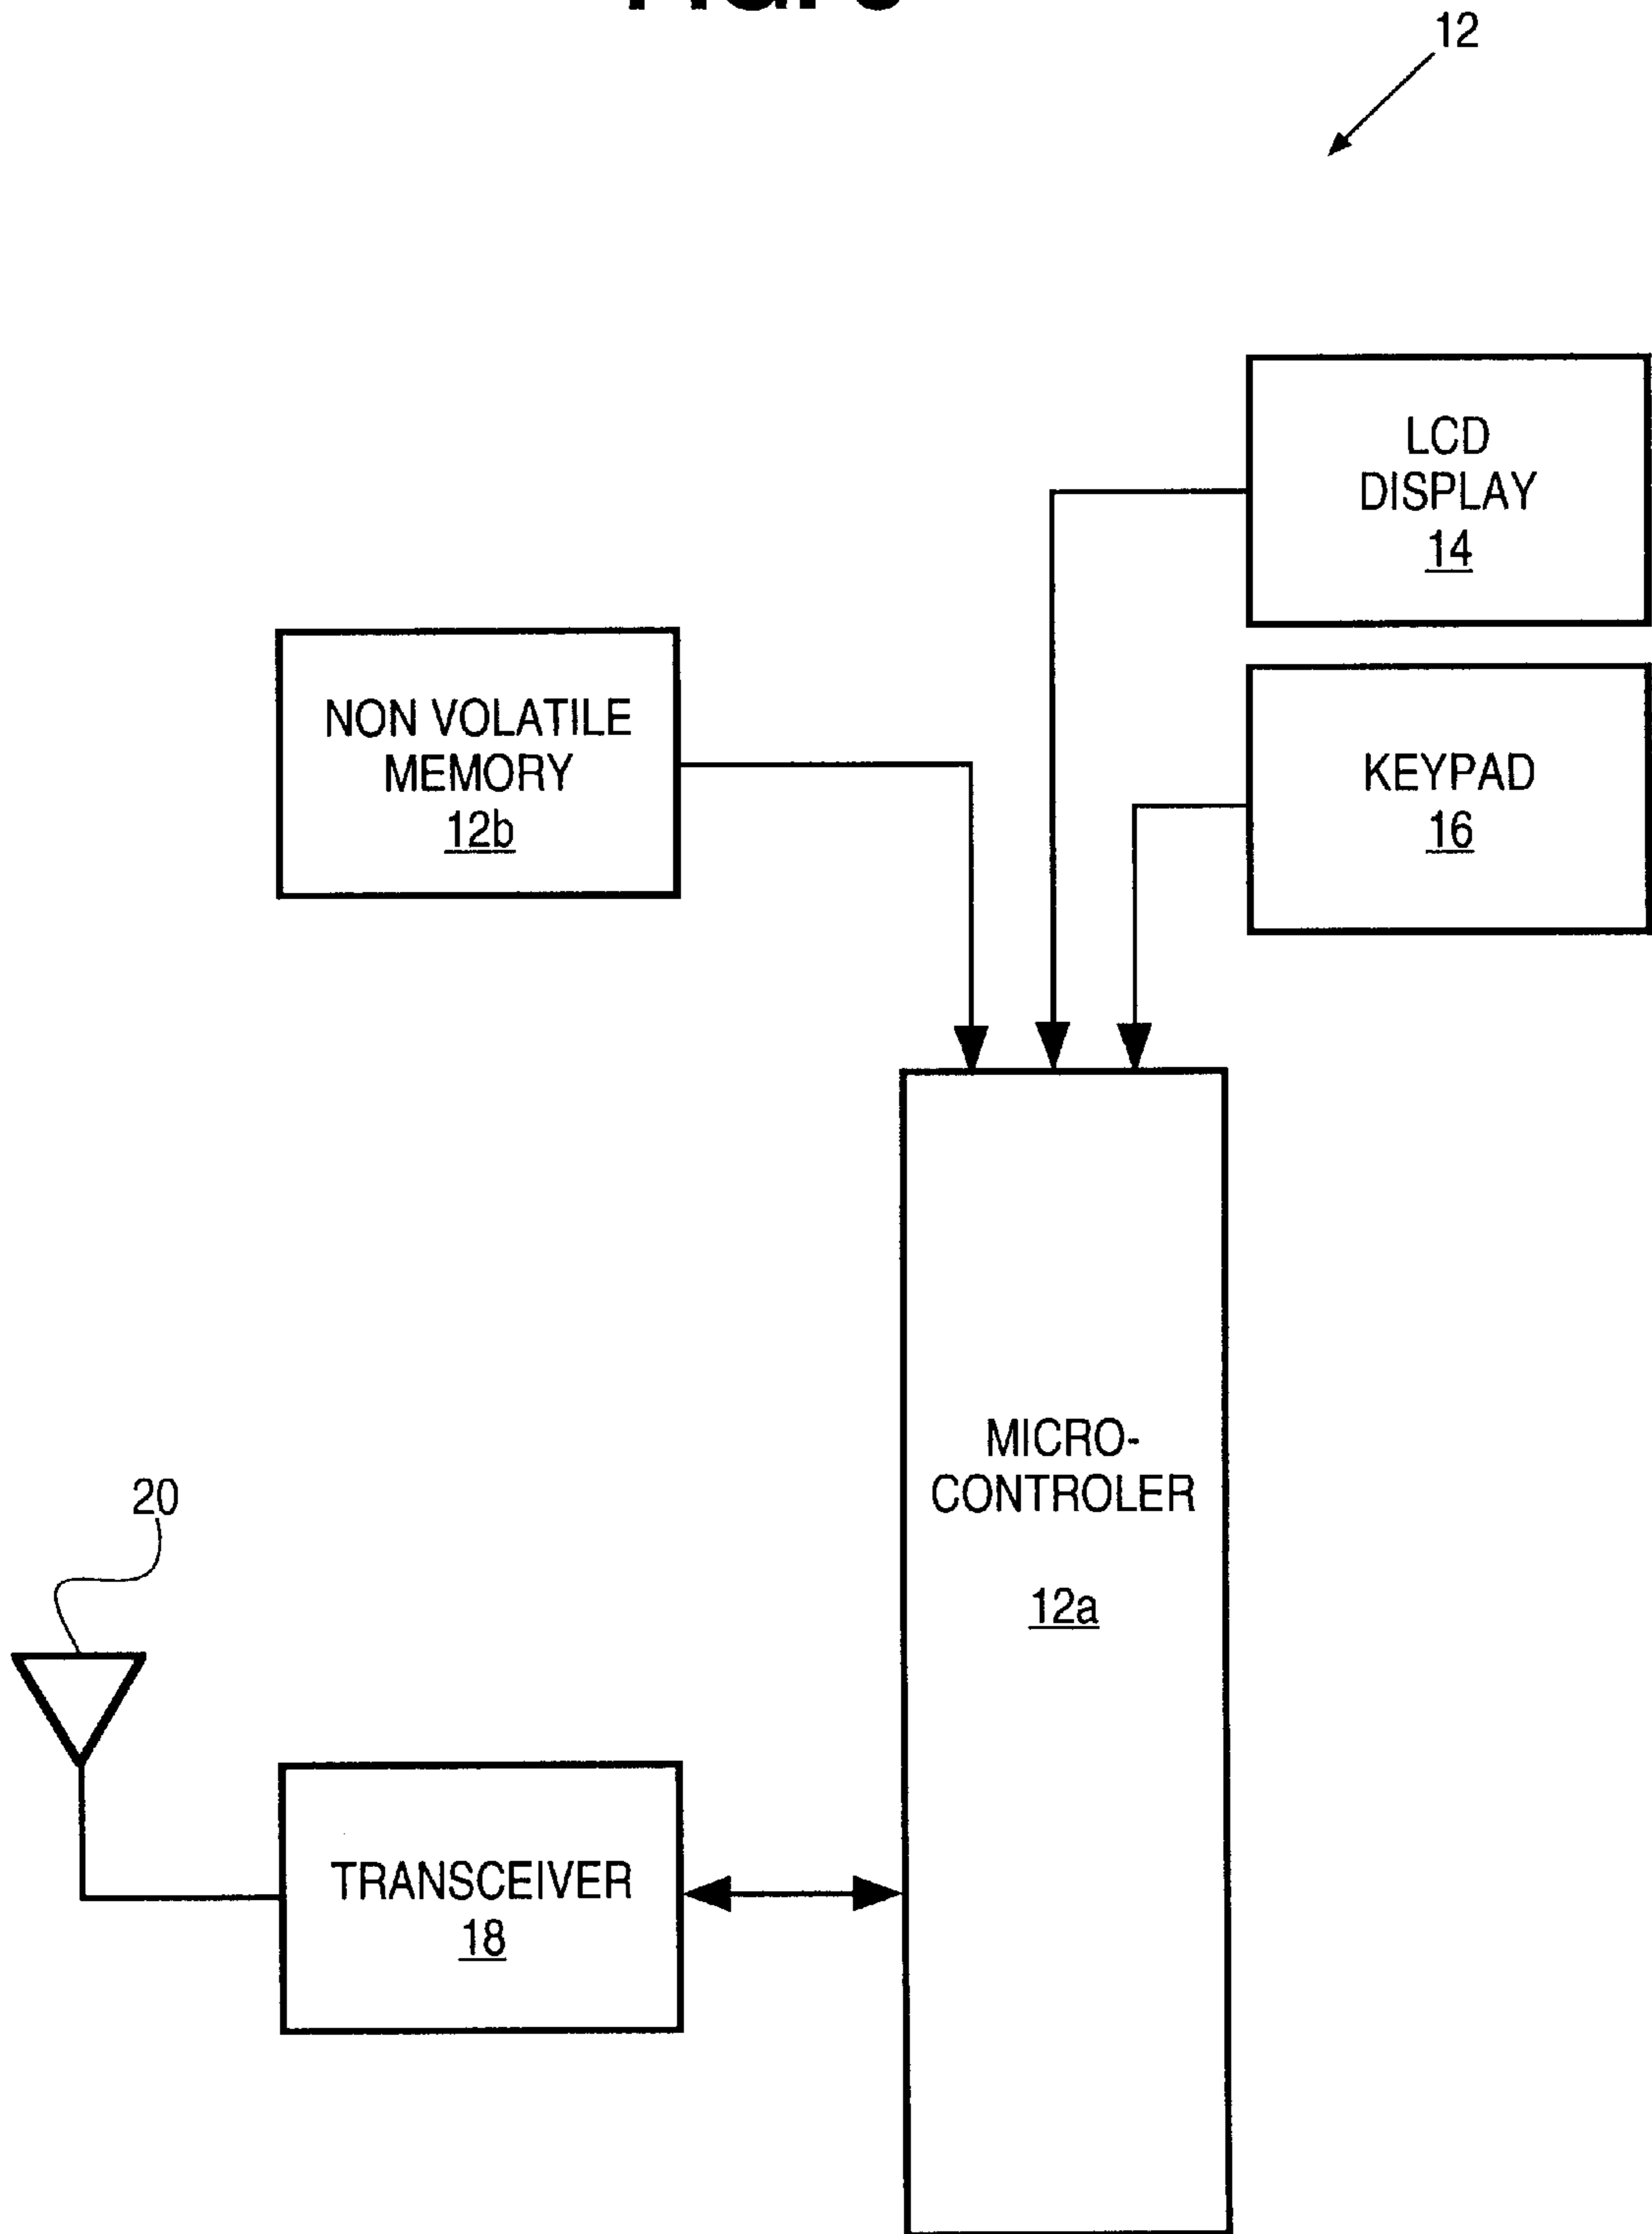 12
LCD
DISPLAY
14
NON VOLATILE
MEMORY
12b
KEYPAD
16
MICRO-
CONTROLER
12a
20
TRANSCEIVER
18